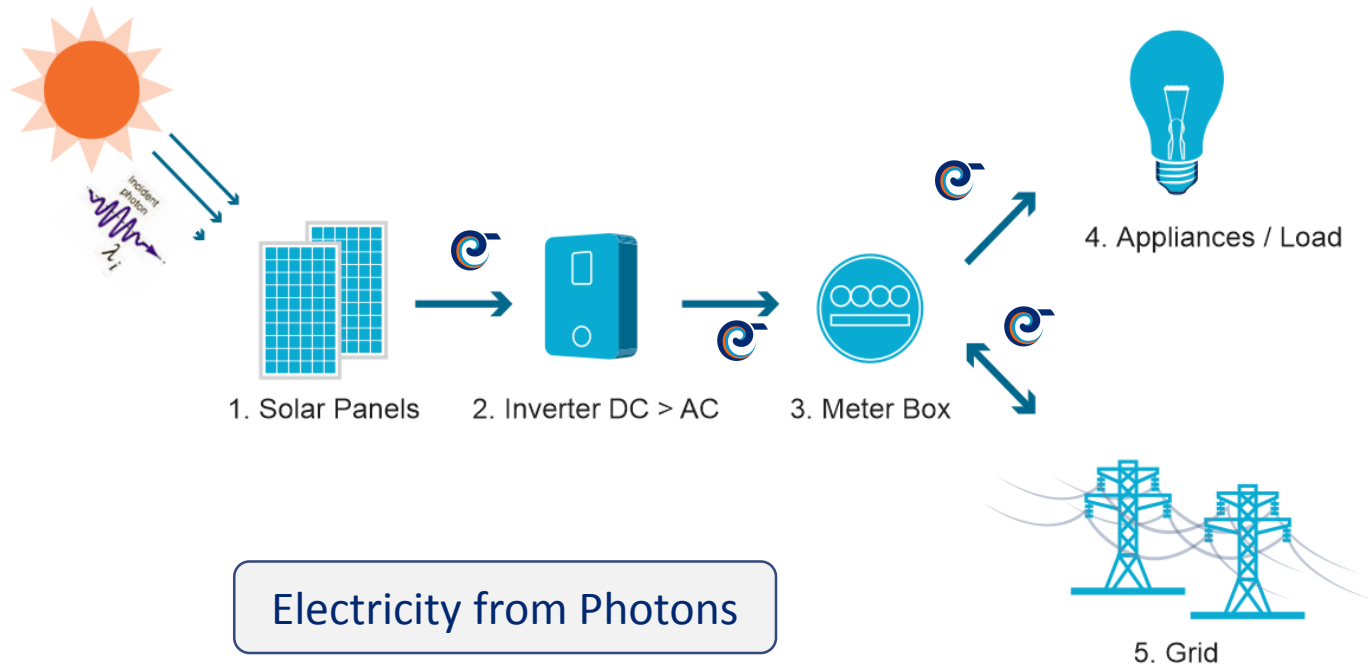 Incident
photon
λi
1. Solar Panels
2. Inverter DC > AC
3. Meter Box
4. Appliances / Load
5. Grid
Electricity from Photons